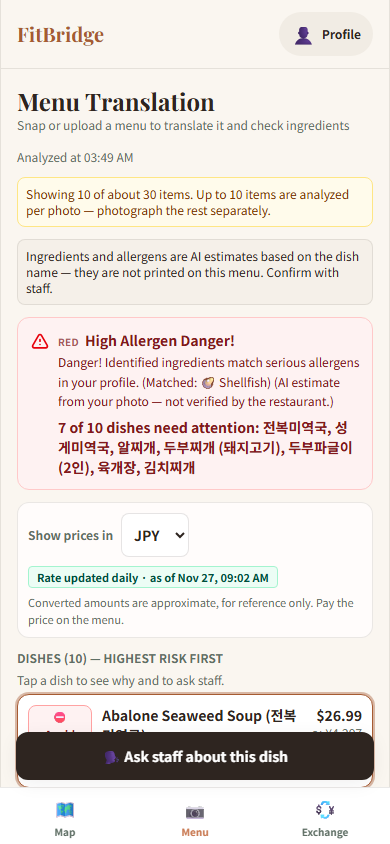 FitBridge
Profile
Menu Translation
Snap or upload a menu to translate it and check ingredients
Analyzed at 03:49 AM
Showing 10 of about 30 items. Up to 10 items are analyzed
per photo — photograph the rest separately.
Ingredients and allergens are AI estimates based on the dish
name — they are not printed on this menu. Confirm with
staff.
RED High Allergen Danger!
Danger! Identified ingredients match serious allergens
in your profile. (Matched: Shellfish) (AI estimate
from your photo — not verified by the restaurant.)
7 of 10 dishes need attention: 전복미역국, 성
게미역국, 알찌개, 두부찌개 (돼지고기), 두부파글이
(2인), 육개장, 김치찌개
Show prices in JPY
Rate updated daily · as of Nov 27, 09:02 AM
Converted amounts are approximate, for reference only. Pay the
price on the menu.
DISHES (10) — HIGHEST RISK FIRST
Tap a dish to see why and to ask staff.
Abalone Seaweed Soup (전복 $26.99
Ask staff about this dish
Map
Menu
Exchange